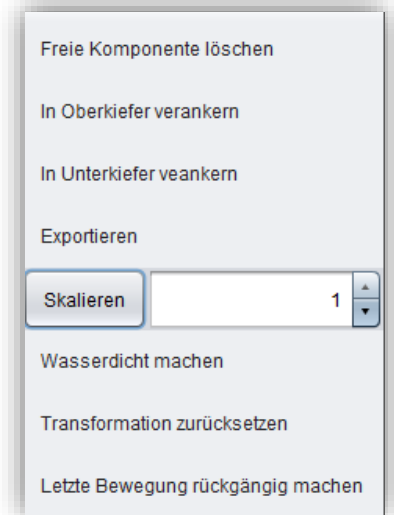 Freie Komponente löschen
In Oberkiefer verankern
In Unterkiefer veankern
Exportieren
Skalieren 1
Wasserdicht machen
Transformation zurücksetzen
Letzte Bewegung rückgängig machen